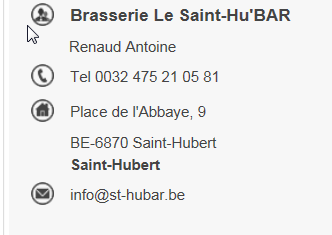 Brasserie Le Saint-Hu'BAR
Renaud Antoine
Tel 0032 475 21 05 81
Place de l'Abbaye, 9
BE-6870 Saint-Hubert
Saint-Hubert
info@st-hubar.be